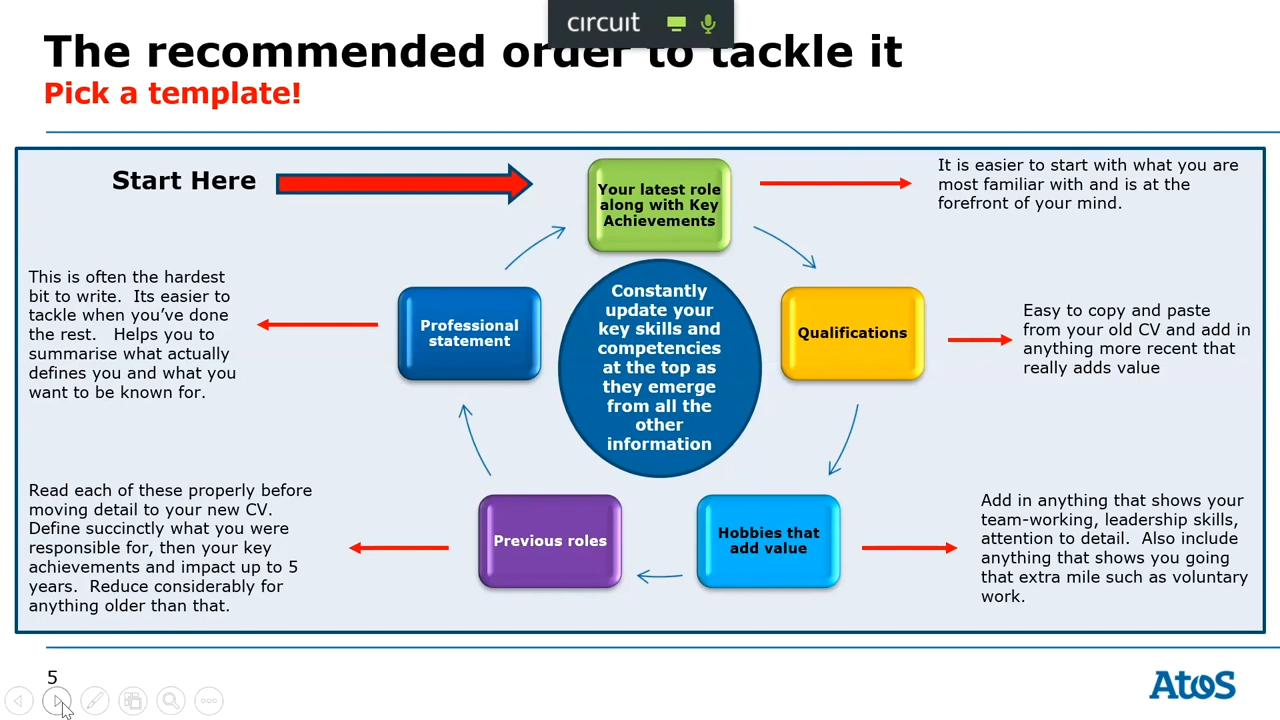 circuit
The recommended order to tackle it
Pick a template!
Start Here
Your latest role
along with Key
Achievements
It is easier to start with what you are
most familiar with and is at the
forefront of your mind.
Qualifications
Easy to copy and paste
from your old CV and add in
anything more recent that
really adds value
Hobbies that
add value
Add in anything that shows your
team-working, leadership skills,
attention to detail.  Also include
anything that shows you going
that extra mile such as voluntary
work.
Previous roles
Read each of these properly before
moving detail to your new CV.
Define succinctly what you were
responsible for, then your key
achievements and impact up to 5
years.  Reduce considerably for
anything older than that.
Professional
statement
This is often the hardest
bit to write.  Its easier to
tackle when you’ve done
the rest.   Helps you to
summarise what actually
defines you and what you
want to be known for.
Constantly
update your
key skills and
competencies
at the top as
they emerge
from all the
other
information
5
Atos